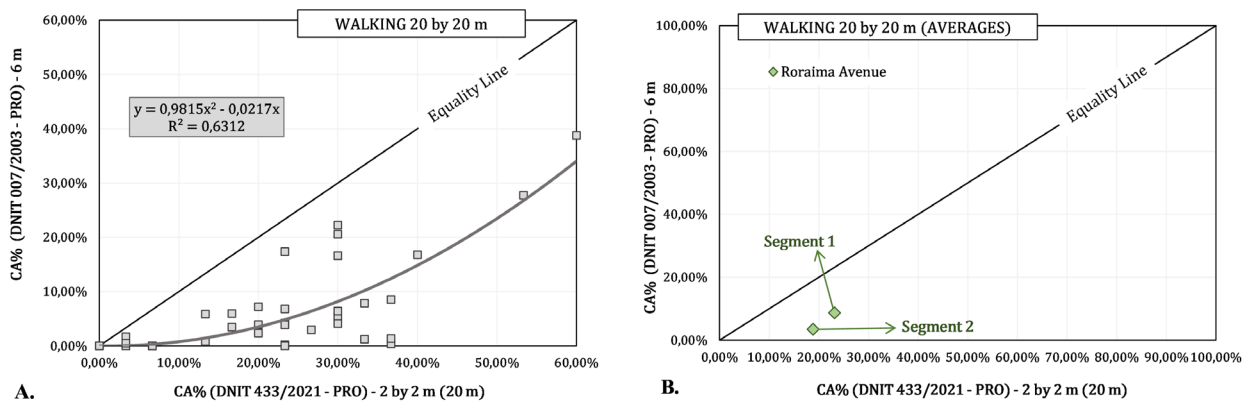 WALKING 20 by 20 m
60,00%
50,00%
40,00%
30,00%
20,00%
10,00%
0,00%
CA% (DNIT 007/2003 - PRO) - 6 m
y = 0,9815x² - 0,0217x
R² = 0,6312
Equality Line
0,00%
10,00%
20,00%
30,00%
40,00%
50,00%
60,00%
CA% (DNIT 433/2021 - PRO) - 2 by 2 m (20 m)
A.
WALKING 20 by 20 m (AVERAGES)
100,00%
80,00%
60,00%
40,00%
20,00%
0,00%
CA% (DNIT 007/2003 - PRO) - 6 m
Roraima Avenue
Equality Line
Segment 1
Segment 2
0,00%
10,00%
20,00%
30,00%
40,00%
50,00%
60,00%
70,00%
80,00%
90,00%
100,00%
CA% (DNIT 433/2021 - PRO) - 2 by 2 m (20 m)
B.